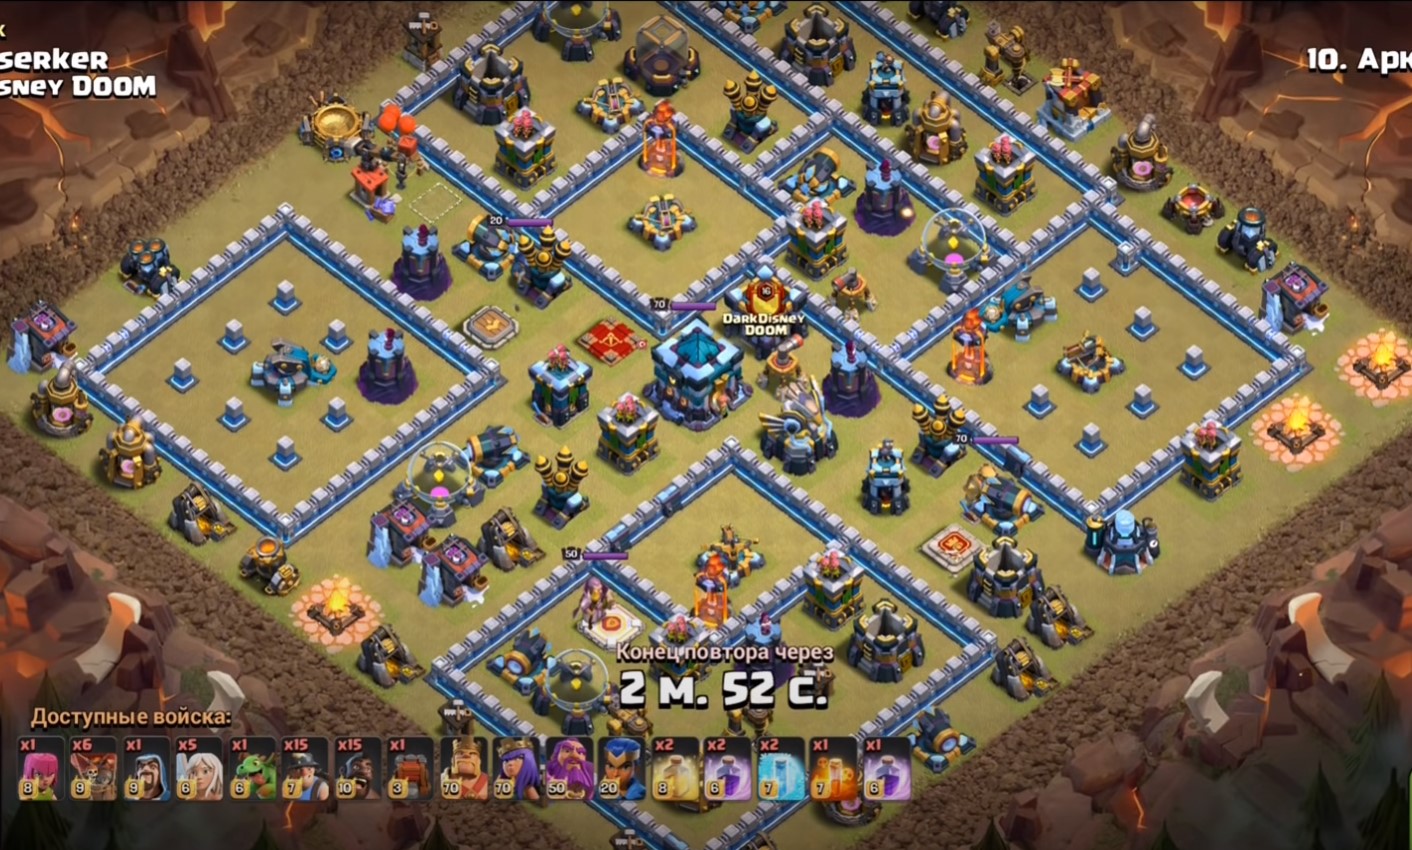 к
serker
sney DOOM
10. Арк
20
70
16
DarkDisney
DOOM
70
50
Конец повтора через
2 м. 52 с.
Доступные войска:
x1 x6 x1 x5 x1 x15 x15 x1 x2 x2 x2 x1 x1
8 9 9 6 6 7 10 3 70 70 50 20 8 6 7 7 6